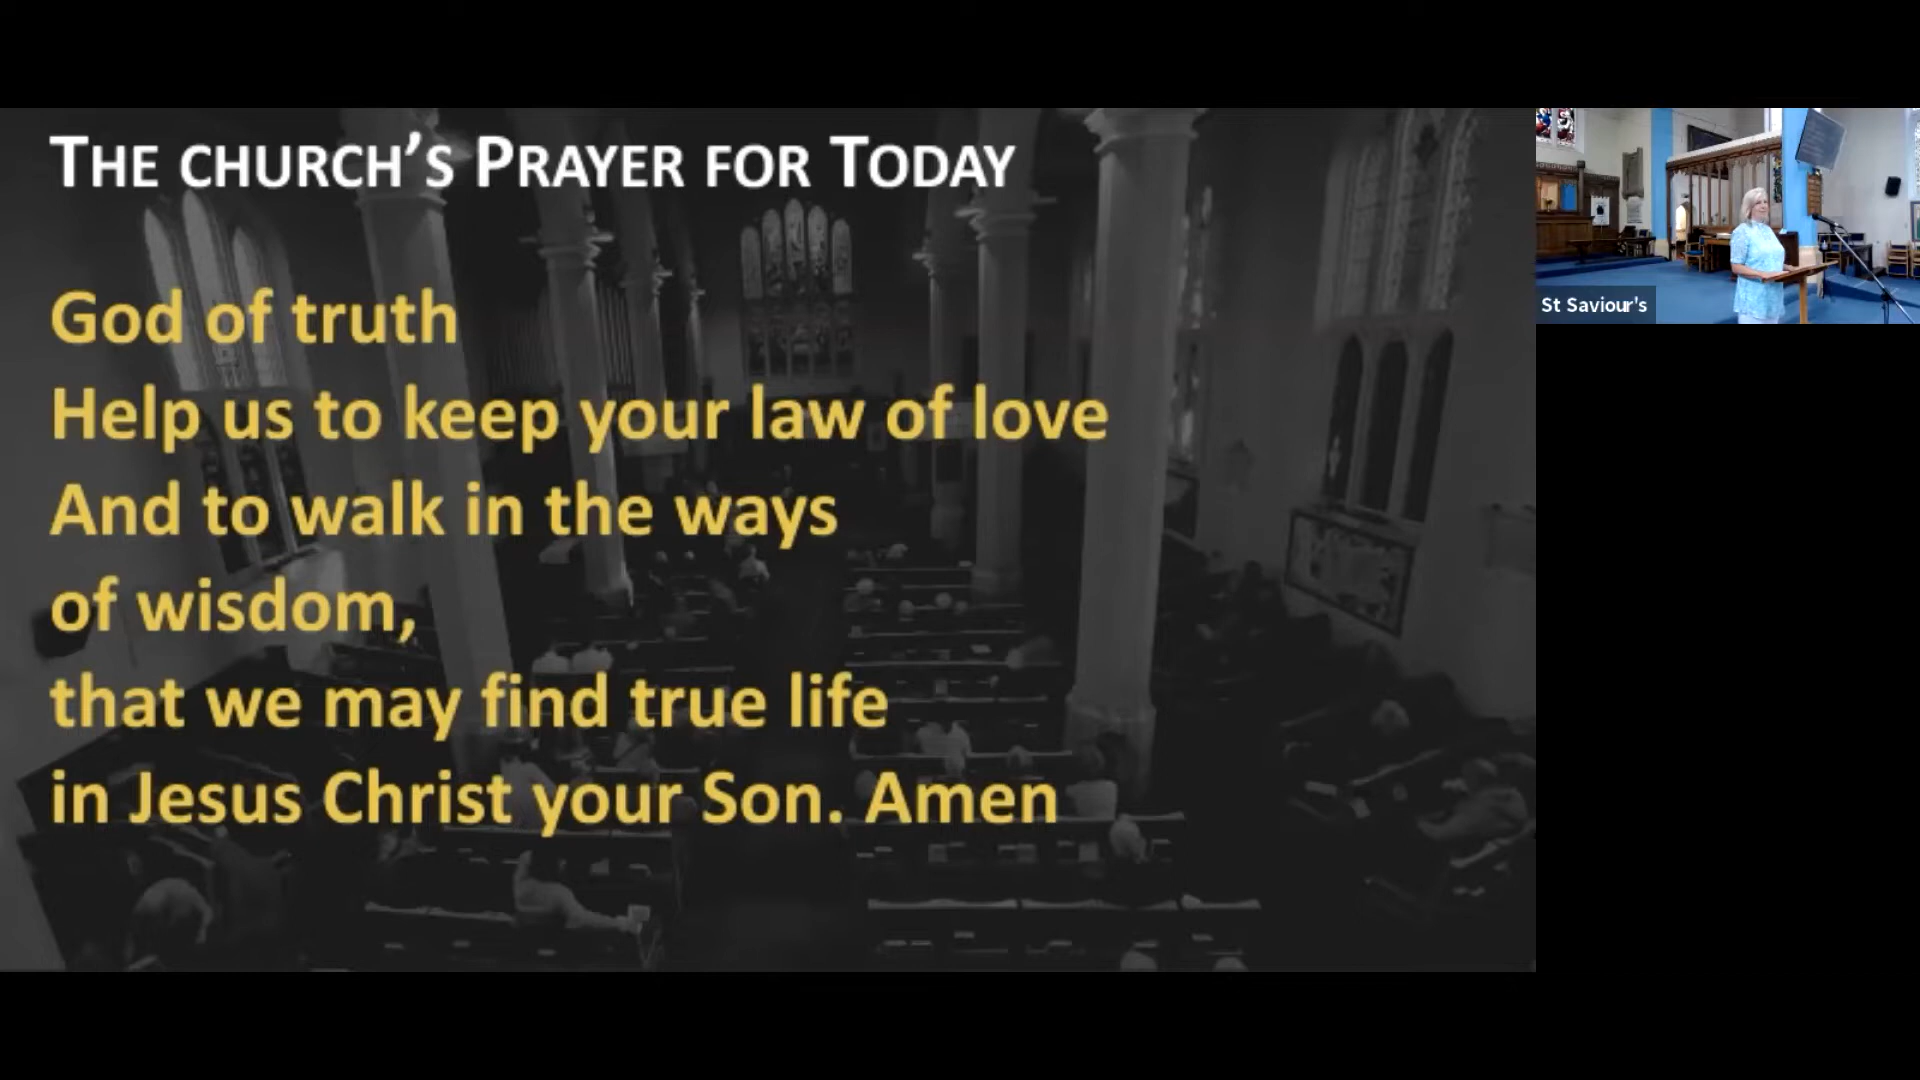 THE CHURCH'S PRAYER FOR TODAY
God of truth
Help us to keep your law of love
And to walk in the ways
of wisdom,
that we may find true life
in Jesus Christ your Son. Amen
St Saviour's